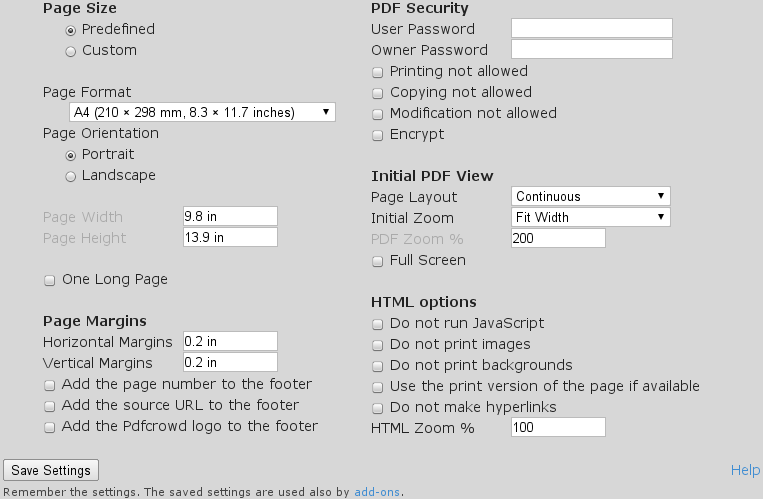 Page Size
Predefined
Custom
Page Format
A4 (210 × 298 mm, 8.3 × 11.7 inches)
Page Orientation
Portrait
Landscape
Page Width 9.8 in
Page Height 13.9 in
One Long Page
Page Margins
Horizontal Margins 0.2 in
Vertical Margins 0.2 in
Add the page number to the footer
Add the source URL to the footer
Add the Pdfcrowd logo to the footer
PDF Security
User Password
Owner Password
Printing not allowed
Copying not allowed
Modification not allowed
Encrypt
Initial PDF View
Page Layout Continuous
Initial Zoom Fit Width
PDF Zoom % 200
Full Screen
HTML options
Do not run JavaScript
Do not print images
Do not print backgrounds
Use the print version of the page if available
Do not make hyperlinks
HTML Zoom % 100
Save Settings
Help
Remember the settings. The saved settings are used also by add-ons.